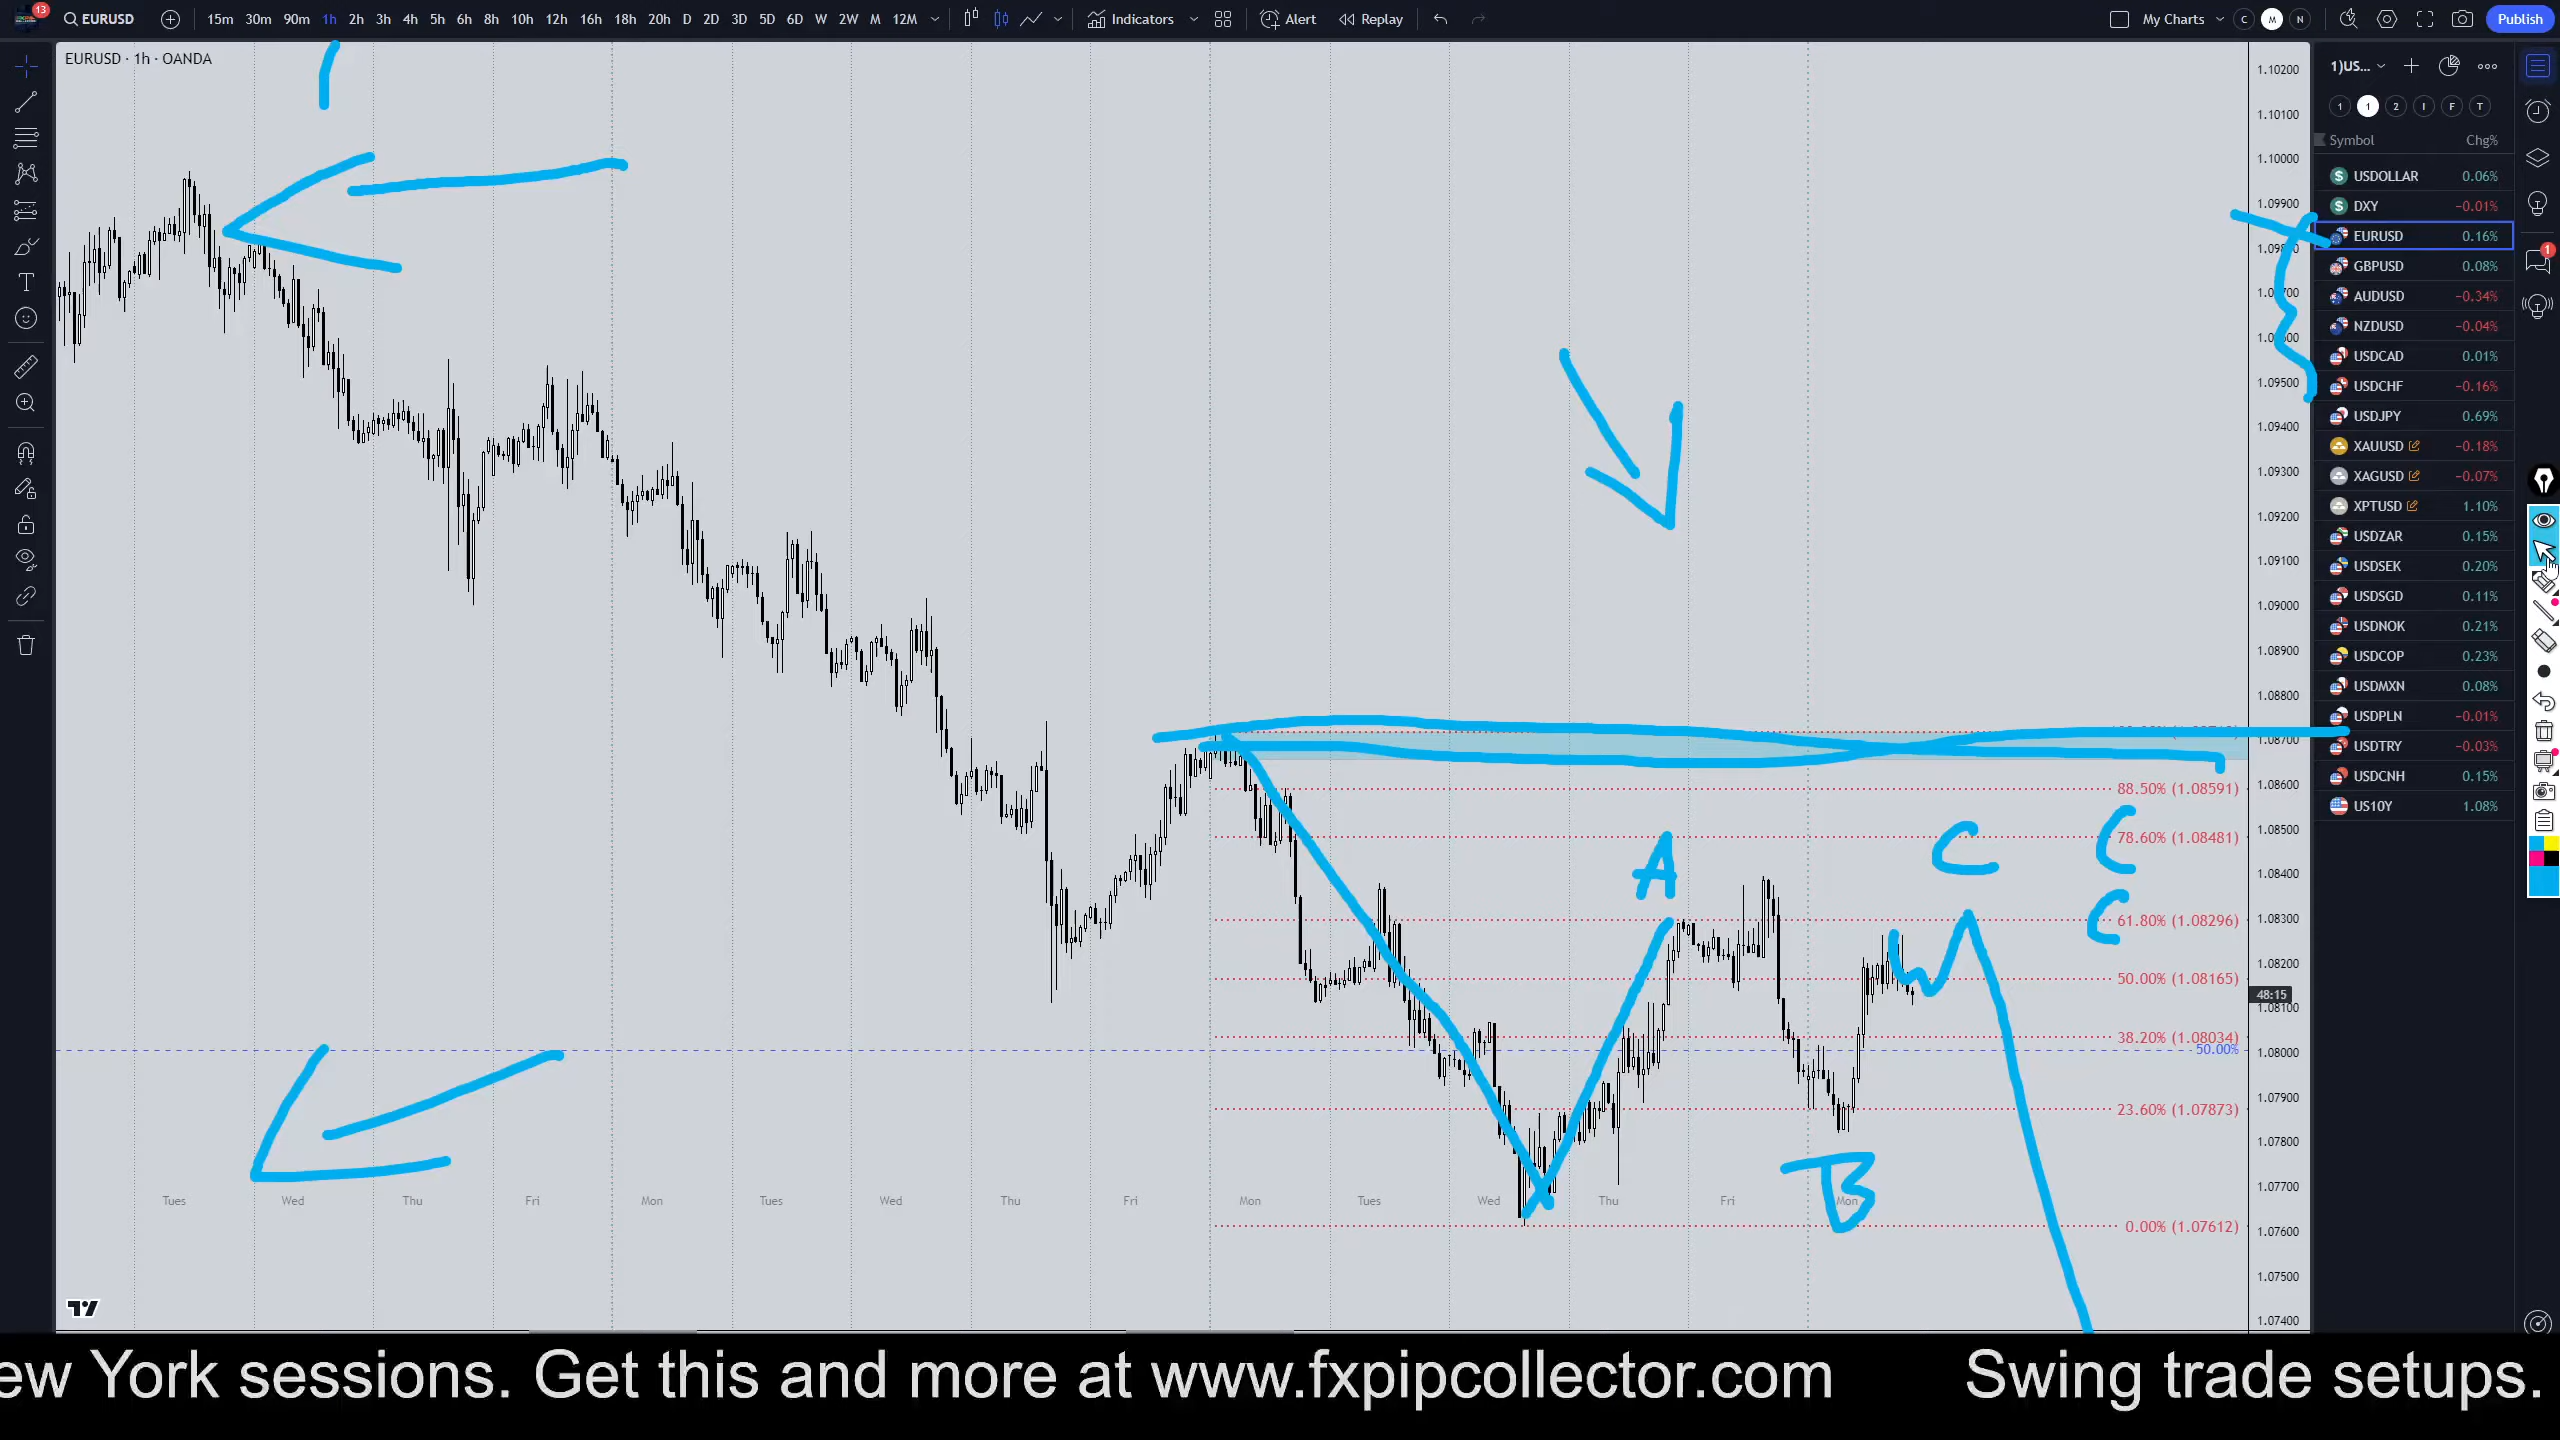 13
EURUSD
15m 30m 90m 1h 2h 3h 4h 5h 6h 8h 10h 12h 16h 18h 20h D 2D 3D 5D 6D W 2W M 12M
Indicators
Alert
Replay
My Charts
C M N
Publish
EURUSD · 1h · OANDA
1)US...
1 1 2 I F T
Symbol Chg%
USDOLLAR 0.06%
DXY −0.01%
EURUSD 0.16%
GBPUSD 0.08%
AUDUSD −0.34%
NZDUSD −0.04%
USDCAD 0.01%
USDCHF −0.16%
USDJPY 0.69%
XAUUSD −0.18%
XAGUSD −0.07%
XPTUSD 1.10%
USDZAR 0.15%
USDSEK 0.20%
USDSGD 0.11%
USDNOK 0.21%
USDCOP 0.23%
USDMXN 0.08%
USDPLN −0.01%
USDTRY −0.03%
USDCNH 0.15%
US10Y 1.08%
1
1.10200
1.10100
1.10000
1.09900
1.09500
1.09400
1.09300
1.09200
1.09100
1.09000
1.08900
1.08800
1.08700
1.08600
1.08500
1.08400
1.08300
1.08200
48:15
1.08100
1.08000
1.07900
1.07800
1.07700
1.07600
1.07500
1.07400
88.50% (1.08591)
78.60% (1.08481)
61.80% (1.08296)
50.00% (1.08165)
38.20% (1.08034)
50.00%
23.60% (1.07873)
0.00% (1.07612)
A
C
C
C
B
Tues Wed Thu Fri Mon Tues Wed Thu Fri Mon Tues Wed Thu Fri Mon
ew York sessions. Get this and more at www.fxpipcollector.com Swing trade setups.